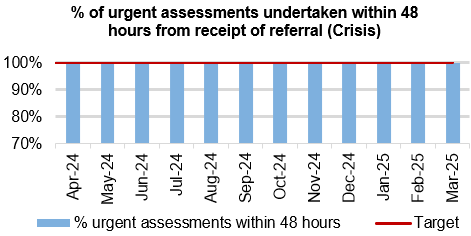 % of urgent assessments undertaken within 48
hours from receipt of referral (Crisis)
100%
90%
80%
70%
Apr-24
May-24
Jun-24
Jul-24
Aug-24
Sep-24
Oct-24
Nov-24
Dec-24
Jan-25
Feb-25
Mar-25
% urgent assessments within 48 hours
Target